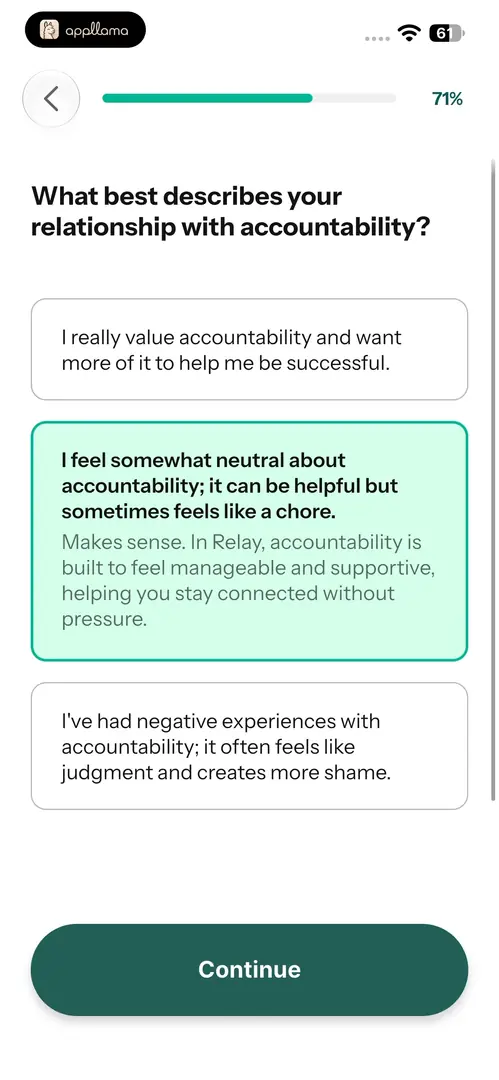 appllama
61
71%
What best describes your
relationship with accountability?
I really value accountability and want
more of it to help me be successful.
I feel somewhat neutral about
accountability; it can be helpful but
sometimes feels like a chore.
Makes sense. In Relay, accountability is
built to feel manageable and supportive,
helping you stay connected without
pressure.
I've had negative experiences with
accountability; it often feels like
judgment and creates more shame.
Continue